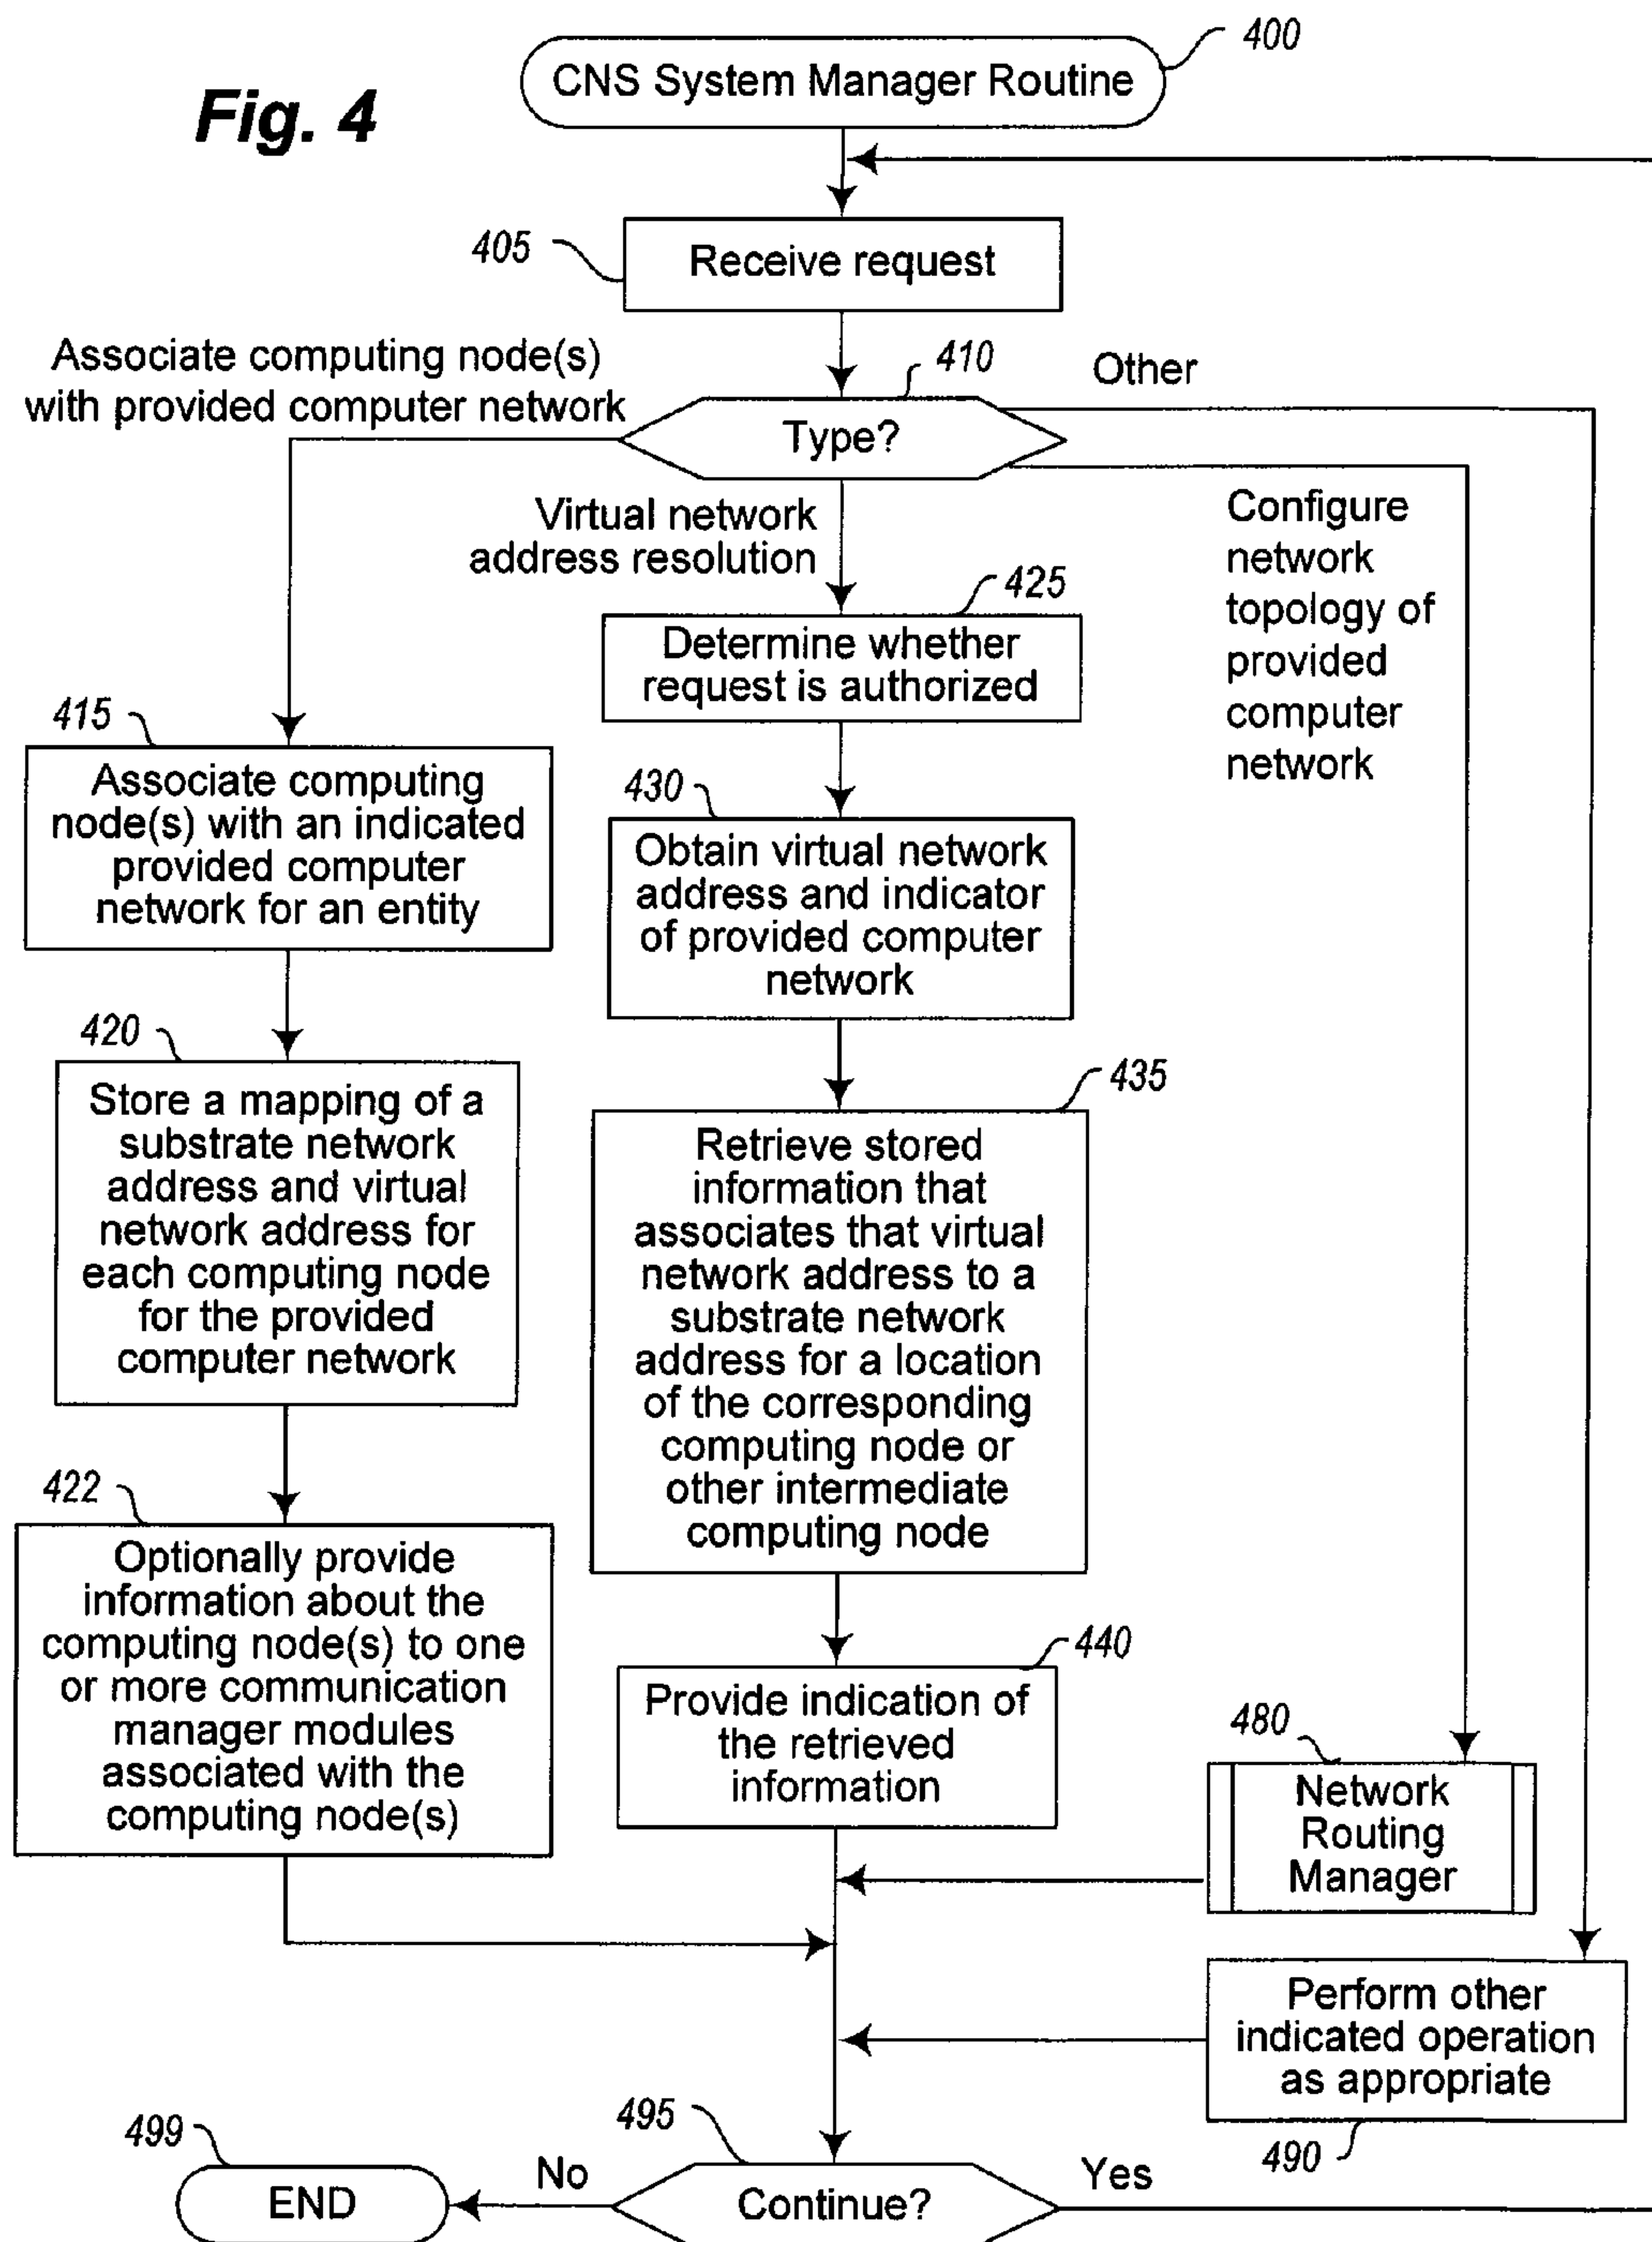 Fig. 4
CNS System Manager Routine
400
405
Receive request
Associate computing node(s)
with provided computer network
410
Other
Type?
Virtual network
address resolution
Configure
network
topology of
provided
computer
network
425
Determine whether
request is authorized
415
Associate computing
node(s) with an indicated
provided computer
network for an entity
430
Obtain virtual network
address and indicator
of provided computer
network
420
Store a mapping of a
substrate network
address and virtual
network address for
each computing node
for the provided
computer network
435
Retrieve stored
information that
associates that virtual
network address to a
substrate network
address for a location
of the corresponding
computing node or
other intermediate
computing node
422
Optionally provide
information about the
computing node(s) to one
or more communication
manager modules
associated with the
computing node(s)
440
Provide indication of
the retrieved
information
480
Network
Routing
Manager
Perform other
indicated operation
as appropriate
490
495
Continue?
Yes
No
499
END